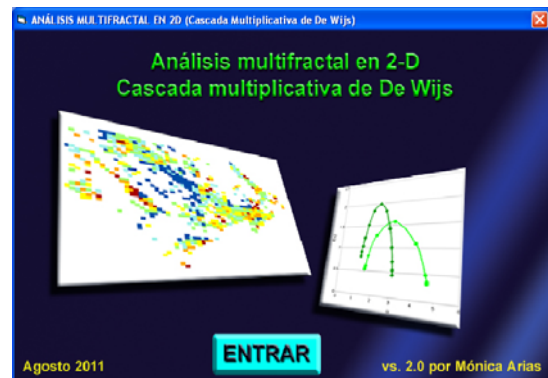 ANÁLISIS MULTIFRACTAL EN 2D (Cascada Multiplicativa de De Wijs)
Análisis multifractal en 2-D
Cascada multiplicativa de De Wijs
ENTRAR
Agosto 2011
vs. 2.0 por Mónica Arias